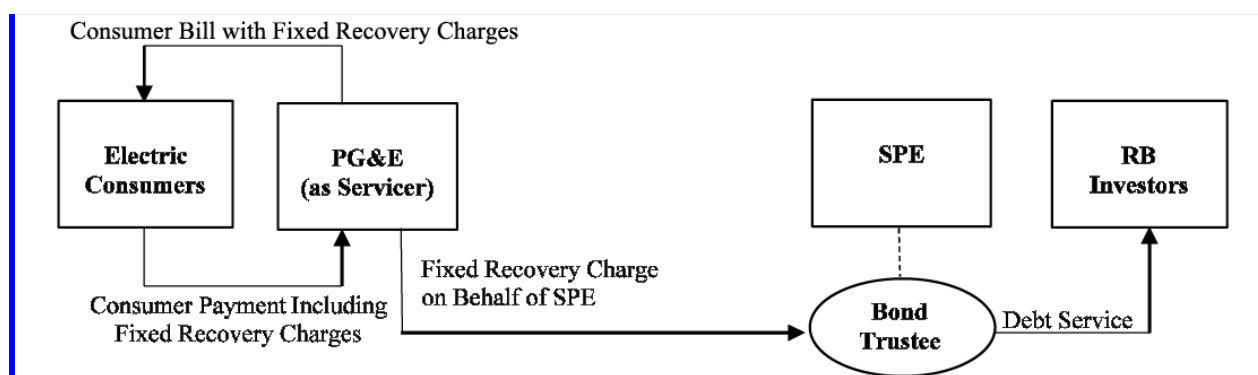 Consumer Bill with Fixed Recovery Charges
Electric
Consumers
PG&E
(as Servicer)
SPE
RB
Investors
Consumer Payment Including
Fixed Recovery Charges
Fixed Recovery Charge
on Behalf of SPE
Bond
Trustee
Debt Service